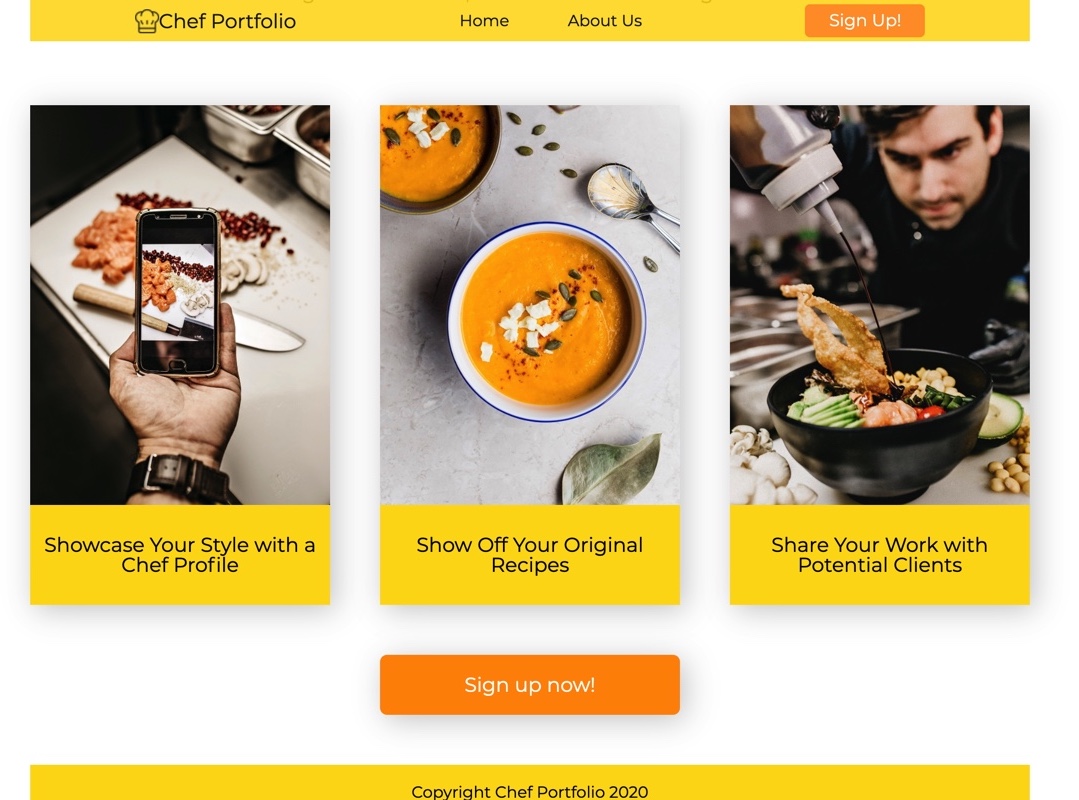 Chef Portfolio Home About Us Sign Up!
Showcase Your Style with a
Chef Profile
Show Off Your Original
Recipes
Share Your Work with
Potential Clients
Sign up now!
Copyright Chef Portfolio 2020